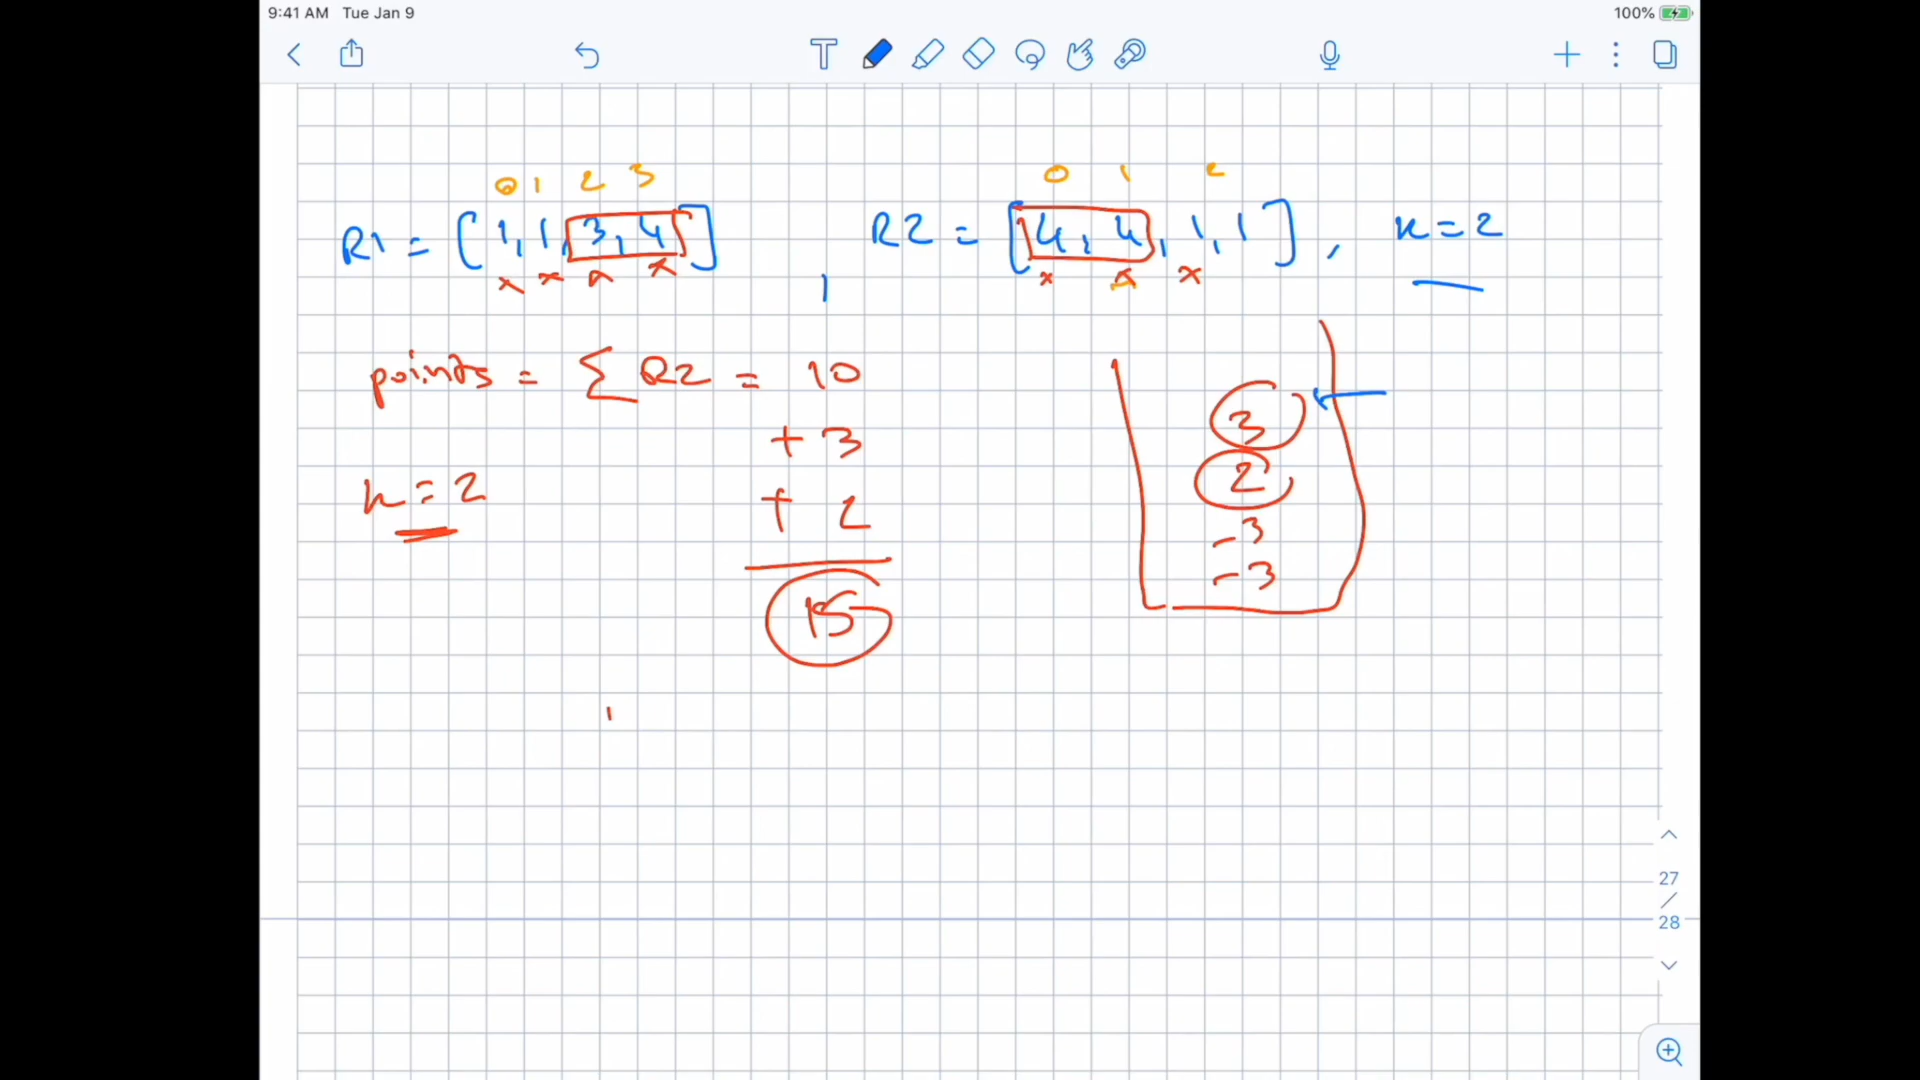 9:41 AM Tue Jan 9 100%
0 1 2 3 0 1 2
R1 = [1, 1, 3, 4] , R2 = [4, 4, 1, 1], k = 2
x x x x x x x
points = Σ R2 = 10
+ 3
k = 2
+ 2
15
3
2
-3
-3
27
/
28